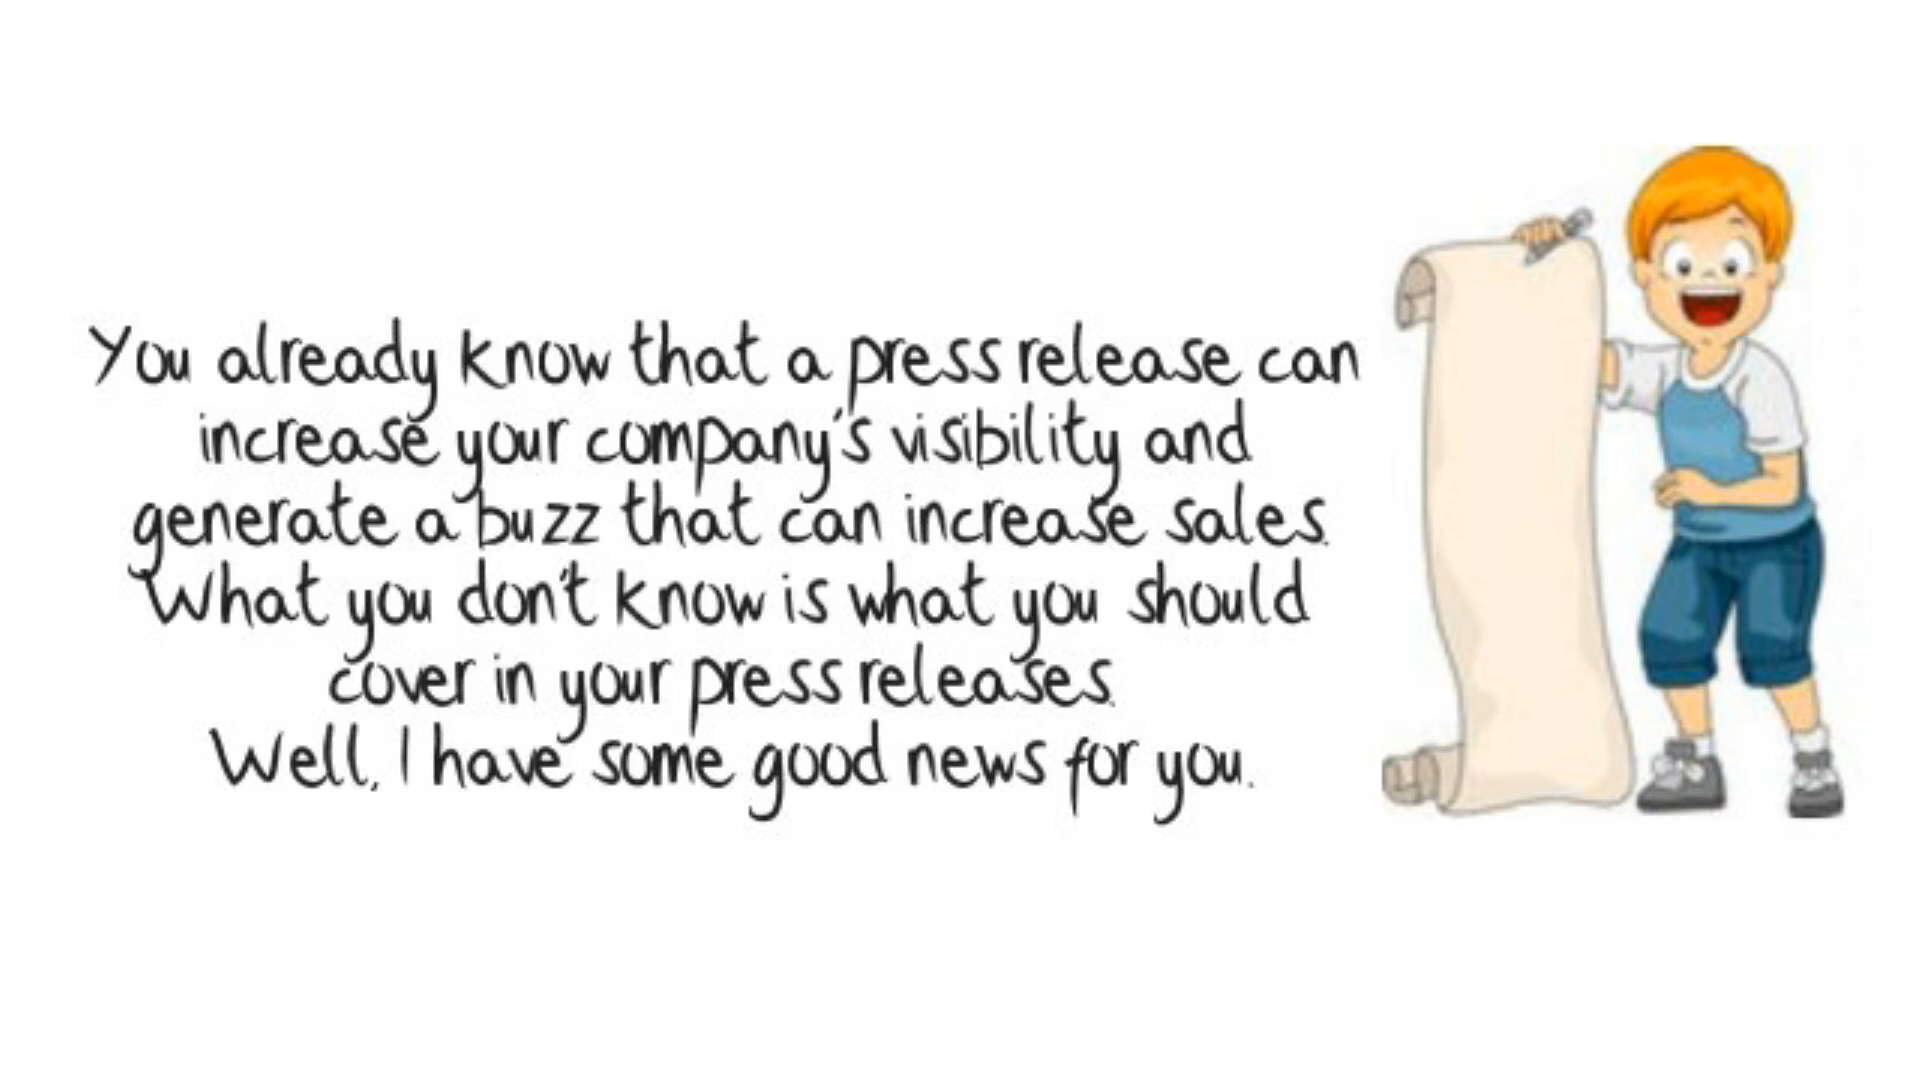 You already know that a press release can
increase your company's visibility and
generate a buzz that can increase sales.
What you don't know is what you should
cover in your press releases.
Well, I have some good news for you.